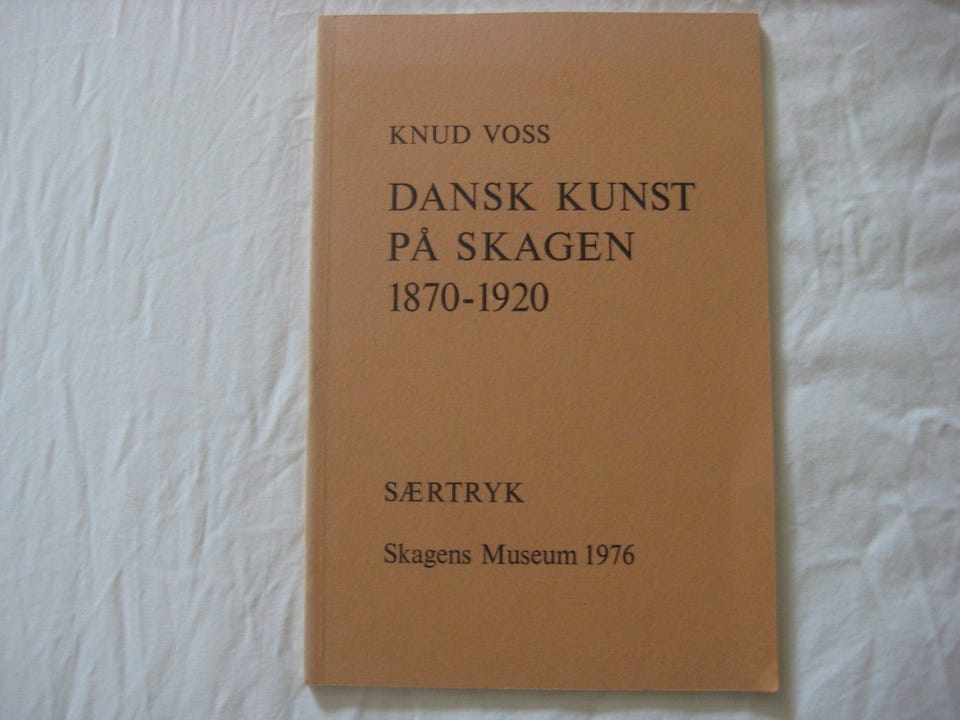 KNUD VOSS
DANSK KUNST
PÅ SKAGEN
1870-1920
SÆRTRYK
Skagens Museum 1976